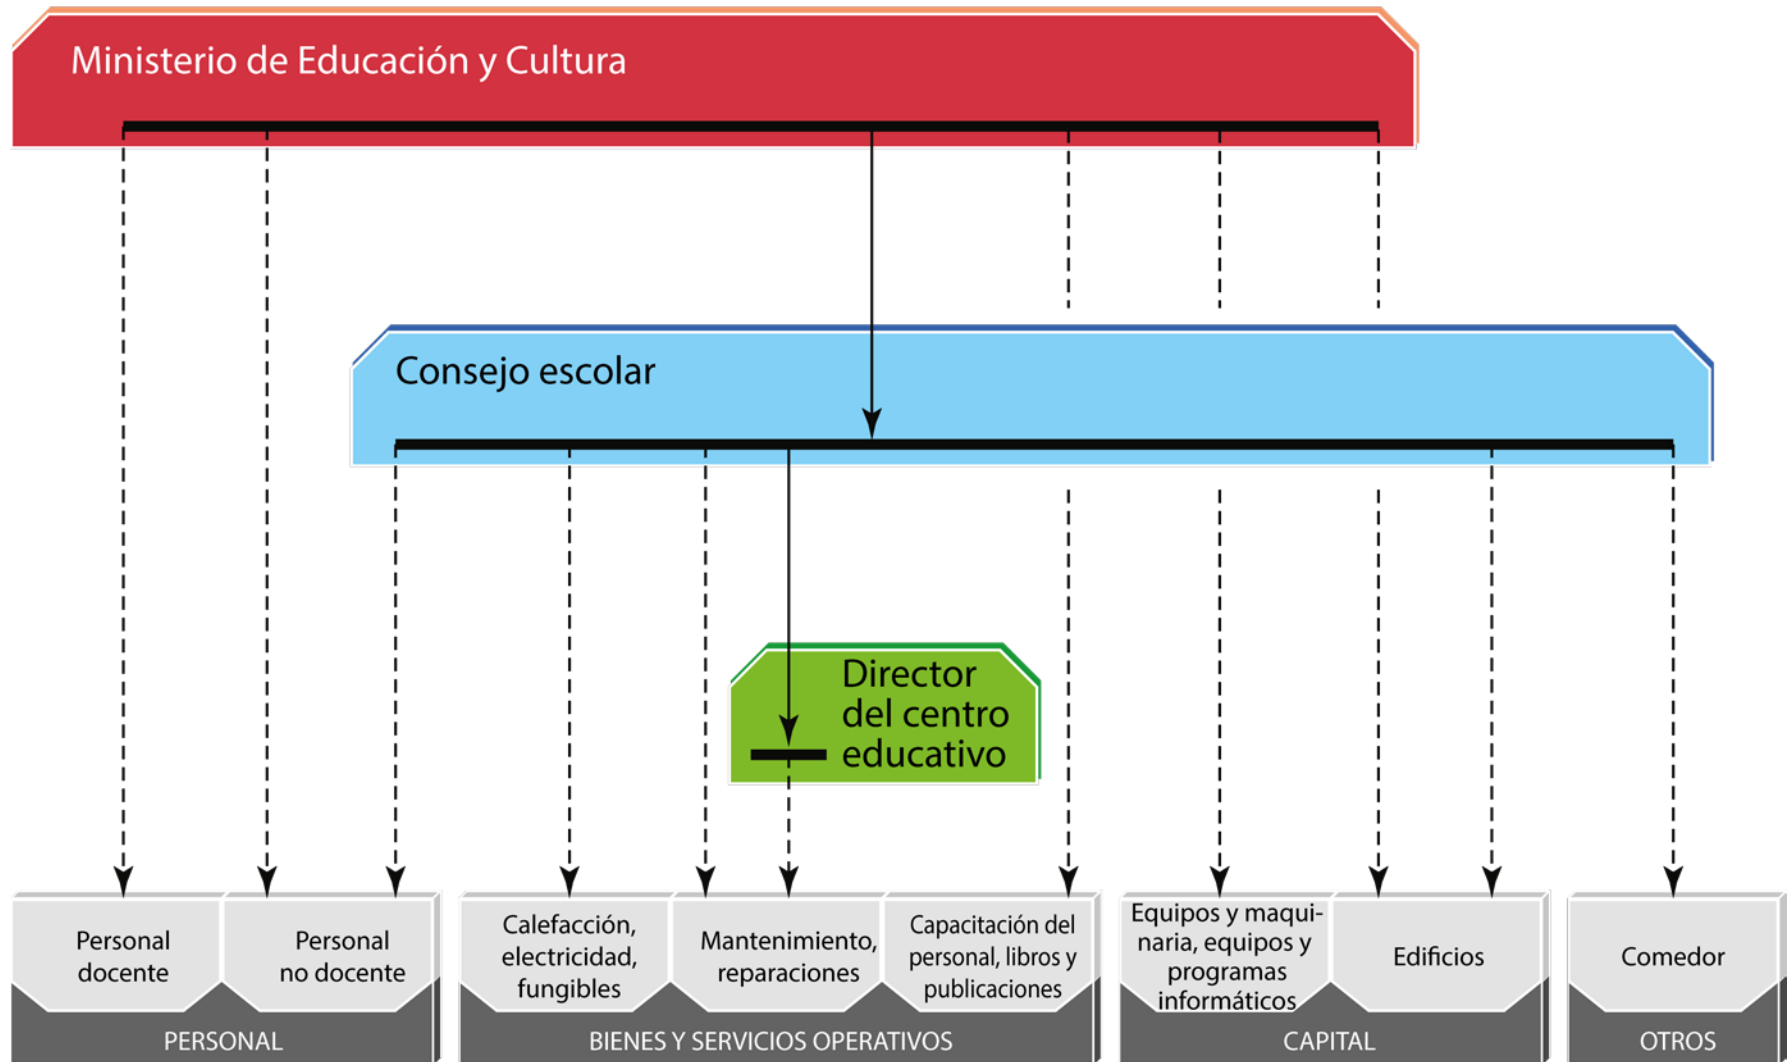 Ministerio de Educación y Cultura
Consejo escolar
Director
del centro
educativo
Personal
docente
Personal
no docente
Calefacción,
electricidad,
fungibles
Mantenimiento,
reparaciones
Capacitación del
personal, libros y
publicaciones
Equipos y maqui-
naria, equipos y
programas
informáticos
Edificios
Comedor
PERSONAL
BIENES Y SERVICIOS OPERATIVOS
CAPITAL
OTROS